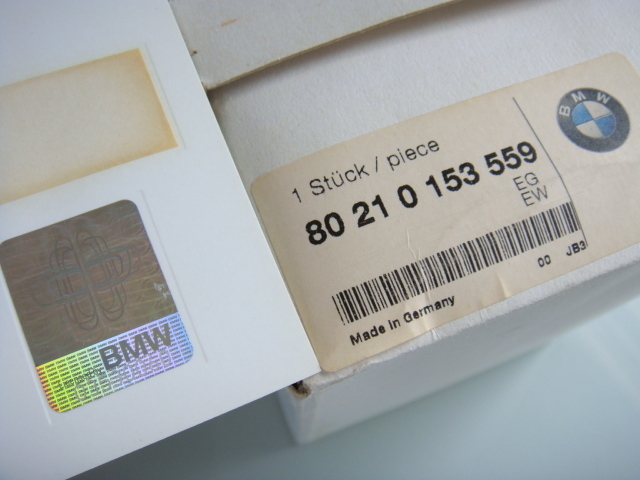 BMW
1 Stück / piece
80 21 0 153 559
EG
EW
00 JB3
Made in Germany
BMW